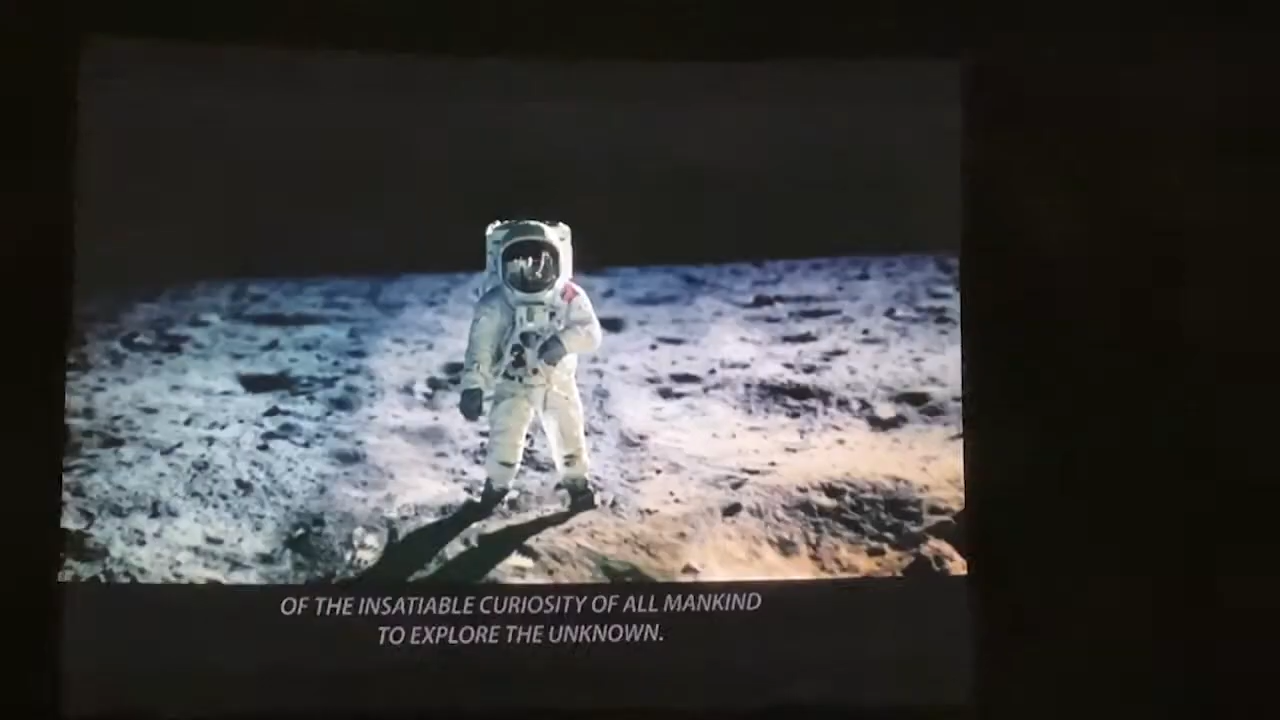 OF THE INSATIABLE CURIOSITY OF ALL MANKIND
TO EXPLORE THE UNKNOWN.